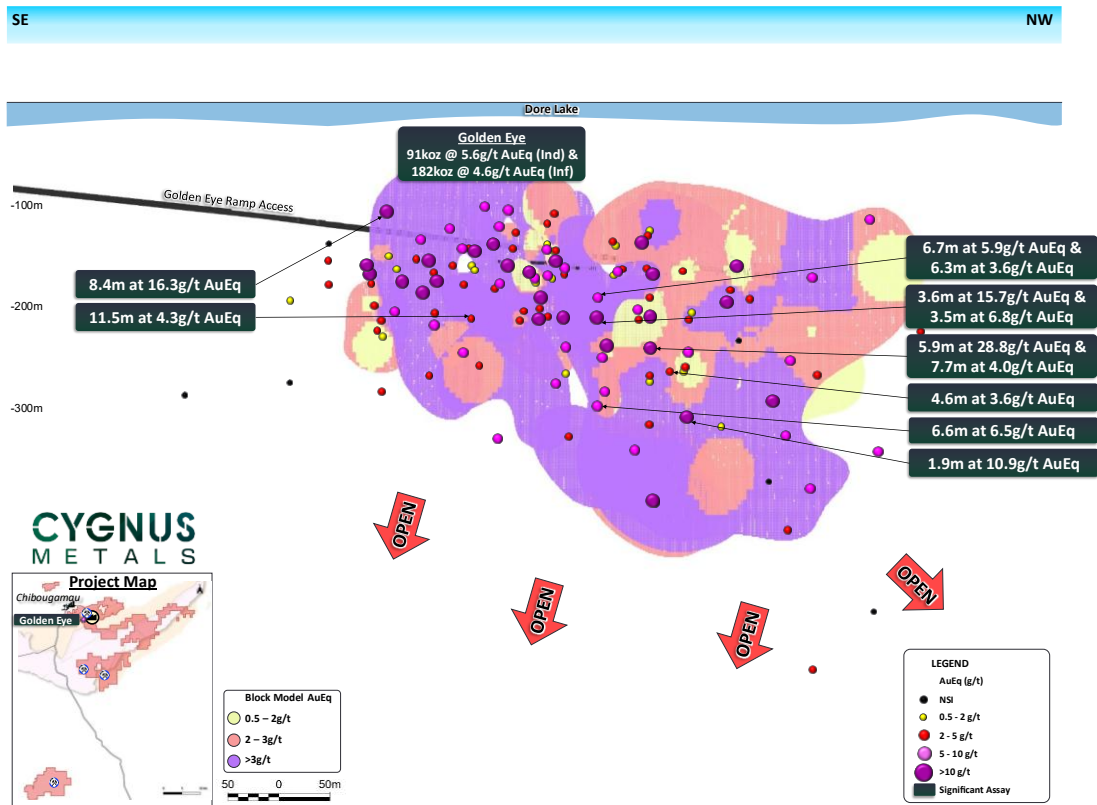 SE
NW
Dore Lake
Golden Eye
91koz @ 5.6g/t AuEq (Ind) &
182koz @ 4.6g/t AuEq (Inf)
Golden Eye Ramp Access
-100m
-200m
-300m
8.4m at 16.3g/t AuEq
11.5m at 4.3g/t AuEq
6.7m at 5.9g/t AuEq &
6.3m at 3.6g/t AuEq
3.6m at 15.7g/t AuEq &
3.5m at 6.8g/t AuEq
5.9m at 28.8g/t AuEq &
7.7m at 4.0g/t AuEq
4.6m at 3.6g/t AuEq
6.6m at 6.5g/t AuEq
1.9m at 10.9g/t AuEq
OPEN
OPEN
OPEN
OPEN
CYGNUS
METALS
Project Map
Chibougamau
Golden Eye
Block Model AuEq
0.5 – 2g/t
2 – 3g/t
>3g/t
50 0 50m
LEGEND
AuEq (g/t)
NSI
0.5 - 2 g/t
2 - 5 g/t
5 - 10 g/t
>10 g/t
Significant Assay